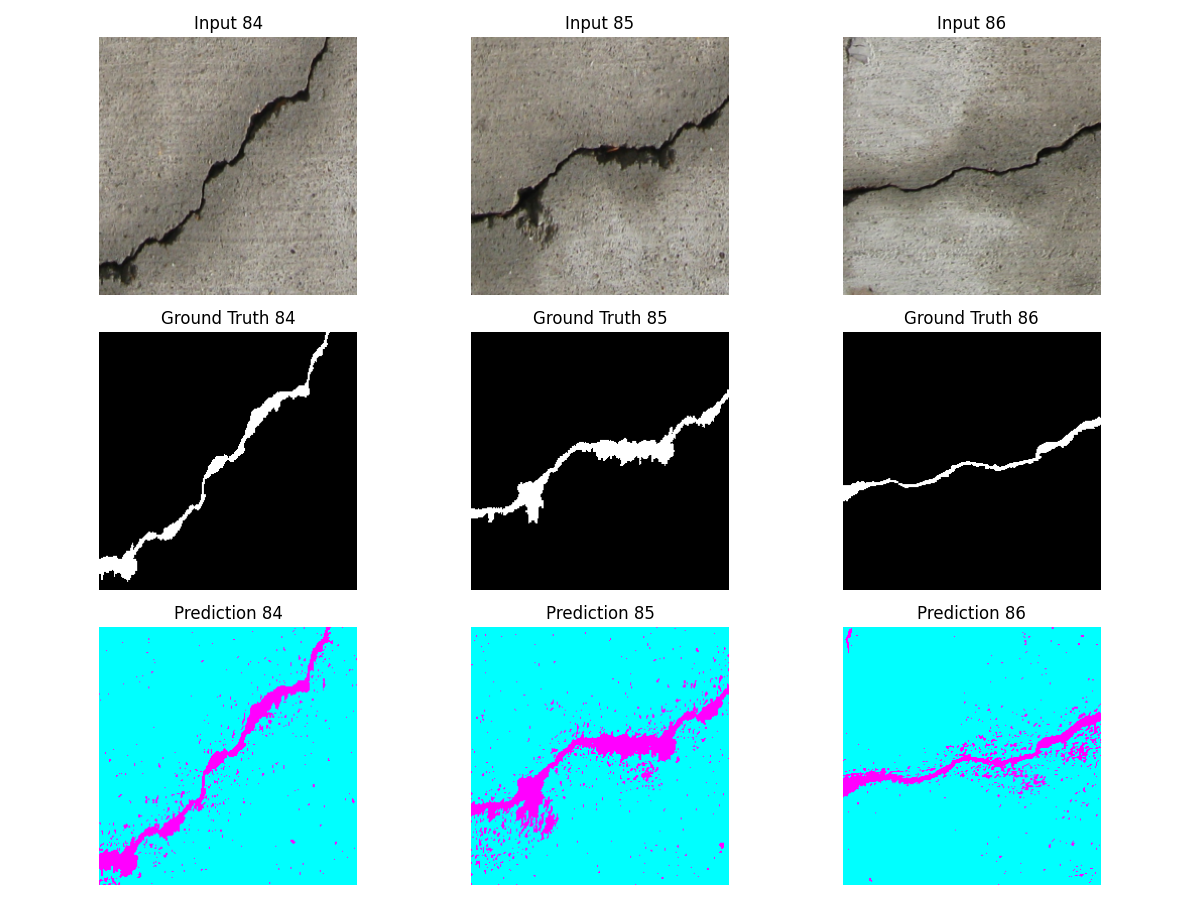 Input 84
Input 85
Input 86
Ground Truth 84
Ground Truth 85
Ground Truth 86
Prediction 84
Prediction 85
Prediction 86